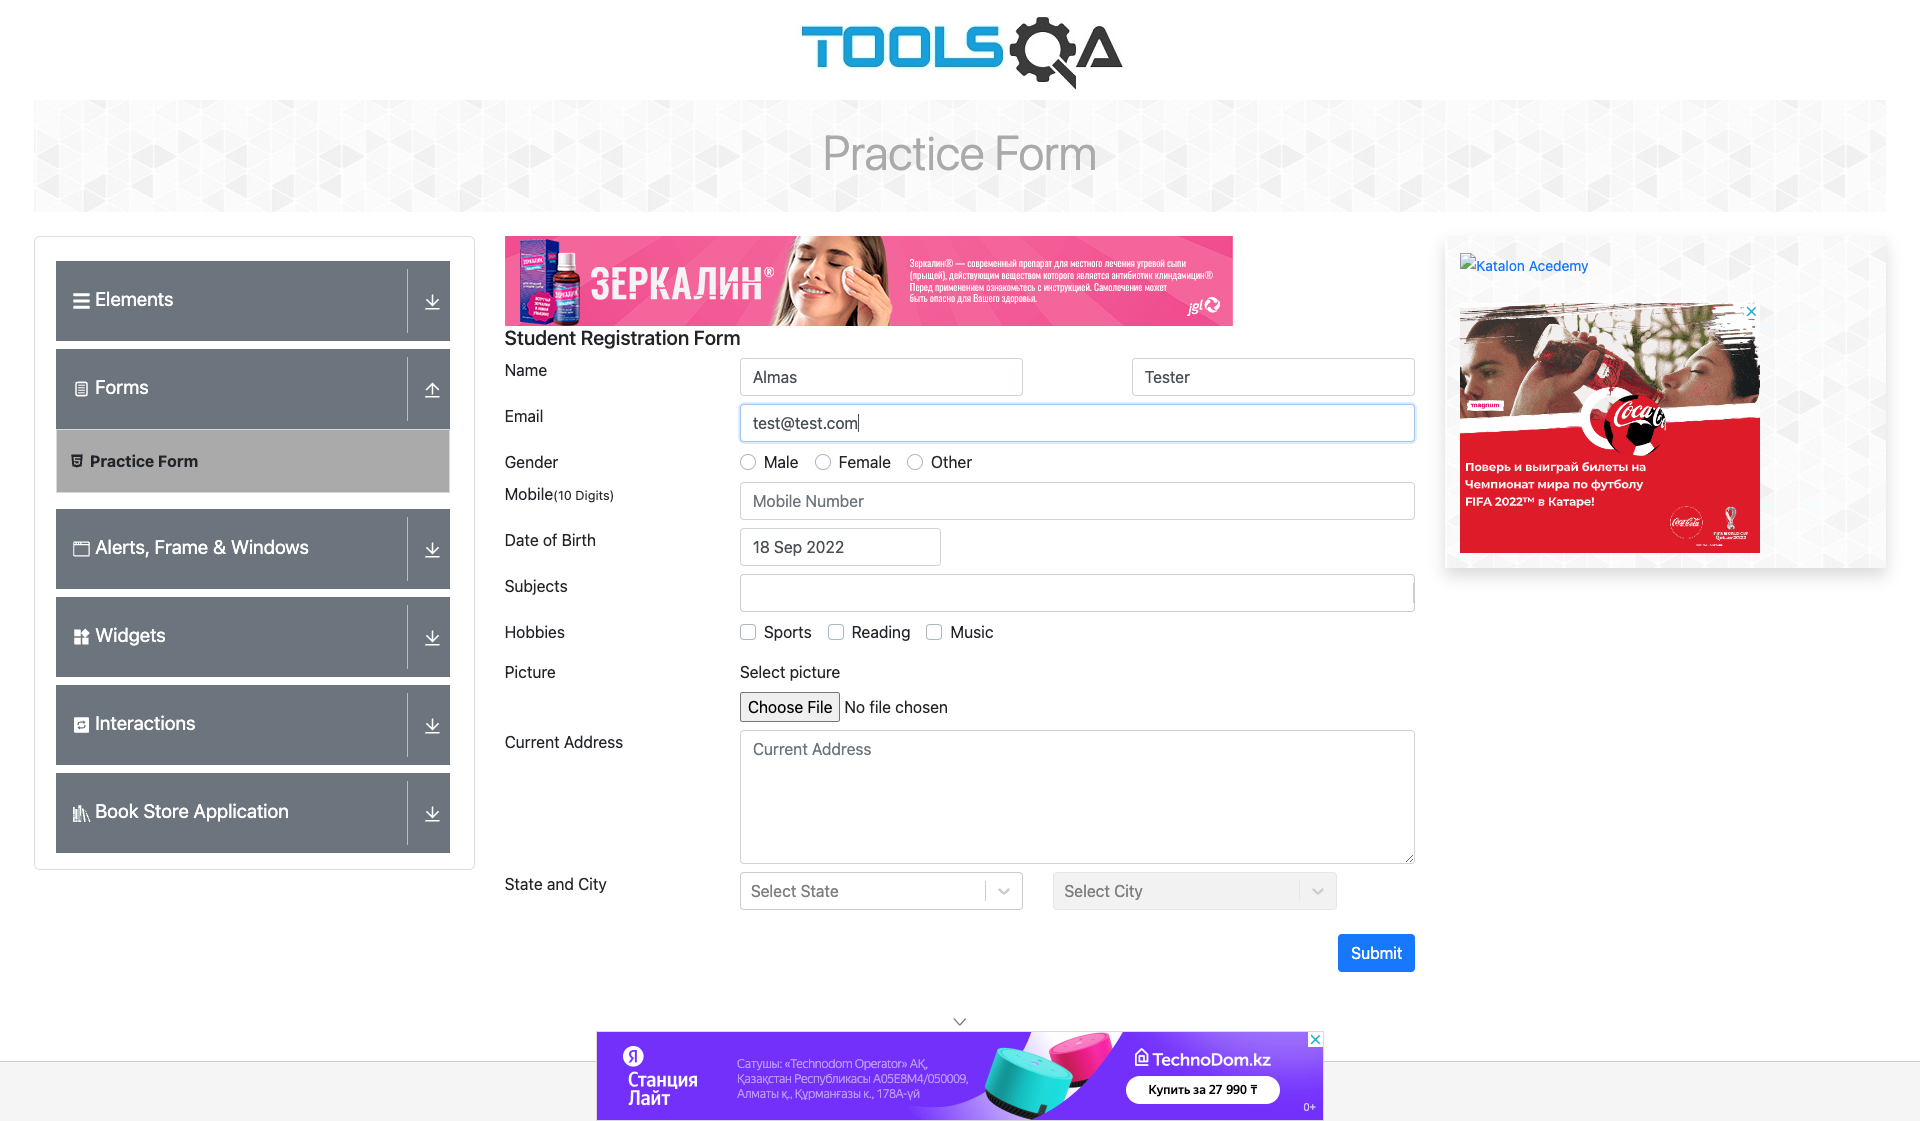 TOOLSQA
Practice Form
Elements
Forms
Practice Form
Alerts, Frame & Windows
Widgets
Interactions
Book Store Application
ЗЕРКАЛИН®
Зеркалин® — современный препарат для местного лечения угревой сыпи
(прыщей), действующим веществом которого является антибиотик клиндамицин®
Перед применением ознакомьтесь с инструкцией. Самолечение может
быть опасно для Вашего здоровья.
jgl
Student Registration Form
Name
Almas
Tester
Email
test@test.com
Gender
Male
Female
Other
Mobile(10 Digits)
Mobile Number
Date of Birth
18 Sep 2022
Subjects
Hobbies
Sports
Reading
Music
Picture
Select picture
Choose File No file chosen
Current Address
Current Address
State and City
Select State
Select City
Submit
Katalon Acedemy
magnum
Coca-Cola
Поверь и выиграй билеты на
Чемпионат мира по футболу
FIFA 2022™ в Катаре!
Coca-Cola
Я
Станция
Лайт
Сатушы: «Technodom Operator» АҚ,
Қазақстан Республикасы A05E8M4/050009,
Алматы қ., Құрманғазы к., 178А-үй
TechnoDom.kz
Купить за 27 990 ₸
0+